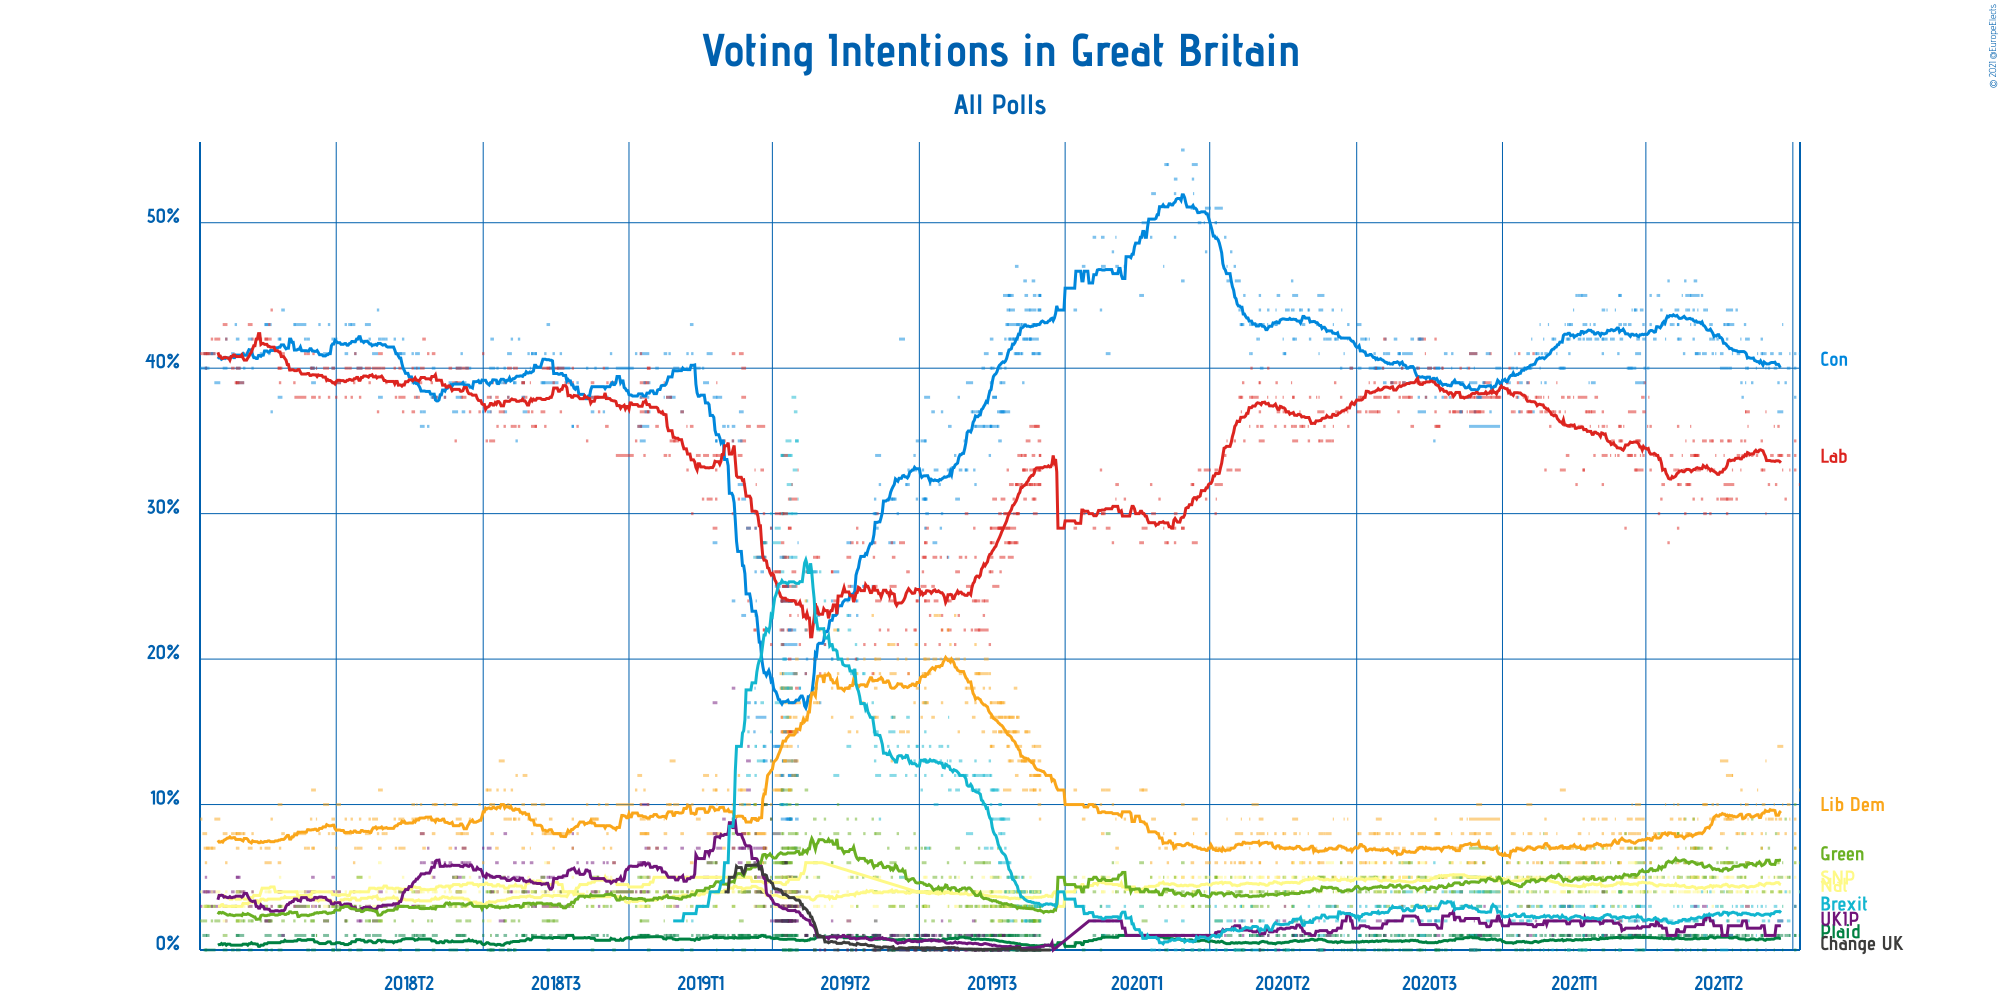 © 2021 @EuropeElects
Voting Intentions in Great Britain
All Polls
50%
40%
30%
20%
10%
0%
Con
Lab
Lib Dem
Green
SNP
Brexit
UKIP
Plaid
Change UK
2018T2
2018T3
2019T1
2019T2
2019T3
2020T1
2020T2
2020T3
2021T1
2021T2